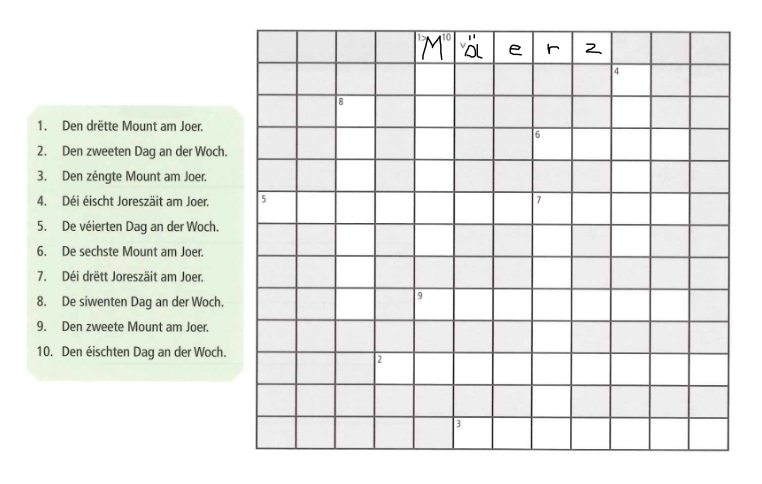 1. Den drëtte Mount am Joer.
2. Den zweeten Dag an der Woch.
3. Den zéngte Mount am Joer.
4. Déi éischt Joreszäit am Joer.
5. De véierten Dag an der Woch.
6. De sechste Mount am Joer.
7. Déi drëtt Joreszäit am Joer.
8. De siwenten Dag an der Woch.
9. Den zweete Mount am Joer.
10. Den éischten Dag an der Woch.
1> 10 v
M ä e r z
4
8
6
5 7
9
2
3